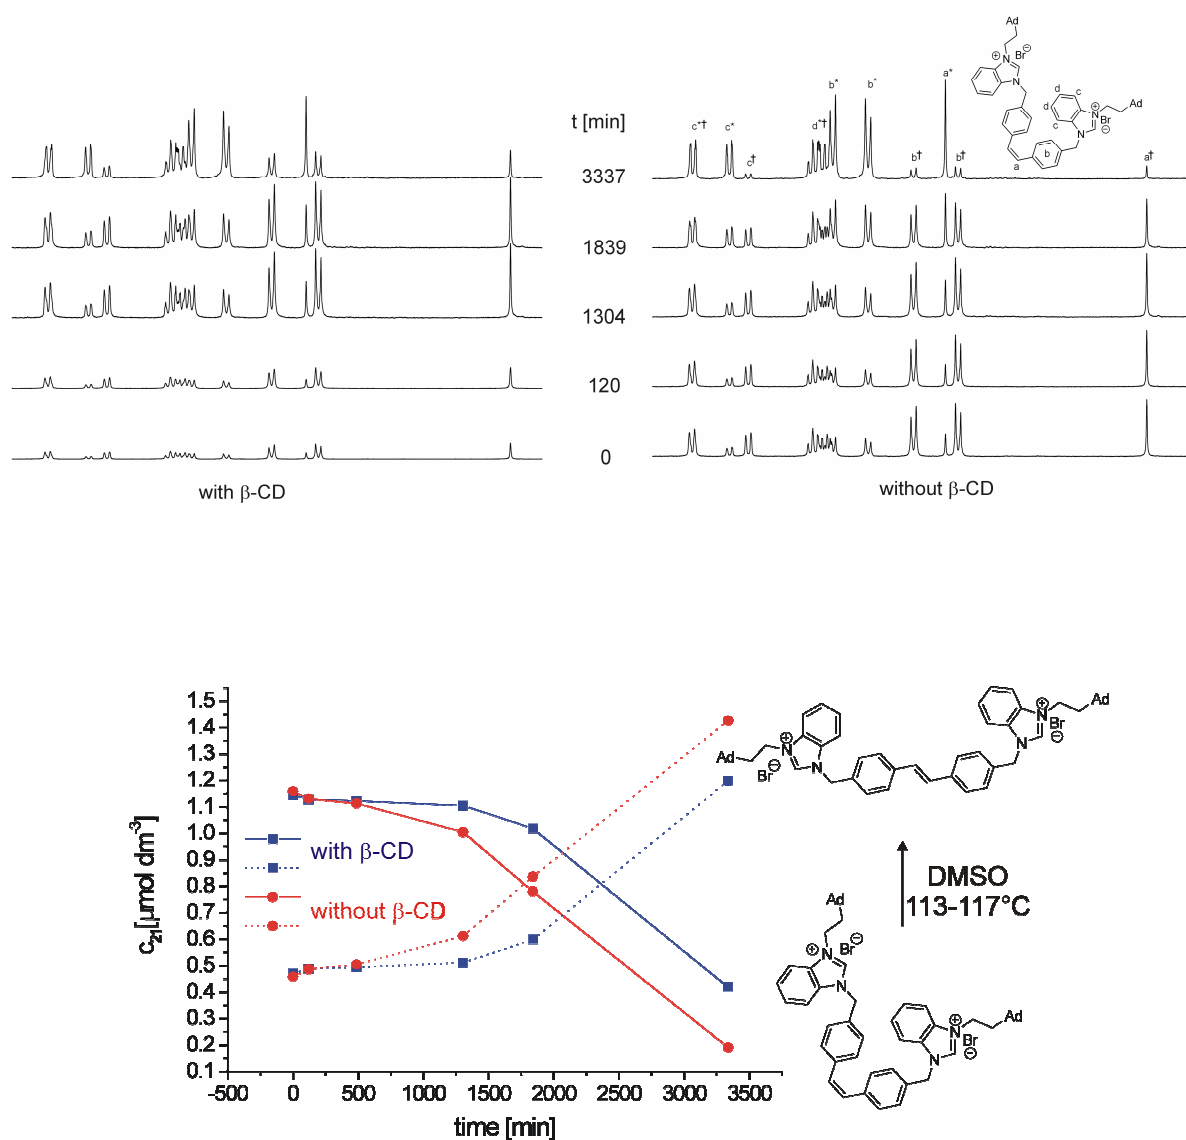 Ad
Br ⊖
⊕
N
N
d
c
d
c
N
⊕
Br
⊖
N
Ad
b
a
t [min]
c*†
c*
c†
d*†
b*
b*
b†
a*
b†
a†
3337
1839
1304
120
0
with β-CD
without β-CD
1.5
1.4
1.3
1.2
1.1
1.0
0.9
0.8
0.7
0.6
0.5
0.4
0.3
0.2
0.1
c21[µmol dm-3]
with β-CD
without β-CD
-500 0 500 1000 1500 2000 2500 3000 3500
time [min]
Ad
⊕
N
Br ⊖
N
Ad
⊕
N
Br
⊖
N
DMSO
113-117°C
Ad
⊕
N
Br ⊖
N
Ad
⊕
N
Br
⊖
N